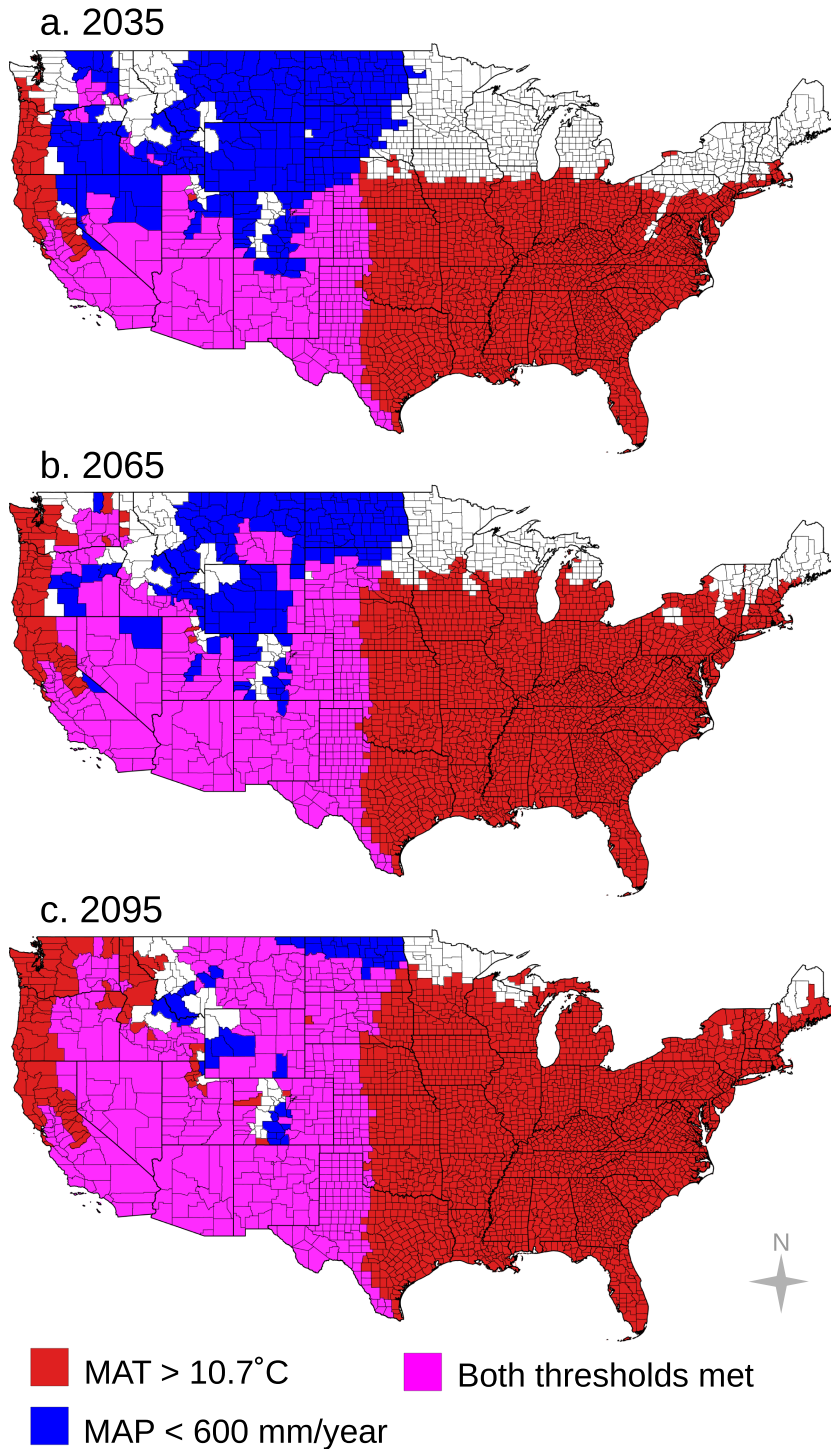 a. 2035
b. 2065
c. 2095
N
MAT > 10.7˚C
Both thresholds met
MAP < 600 mm/year